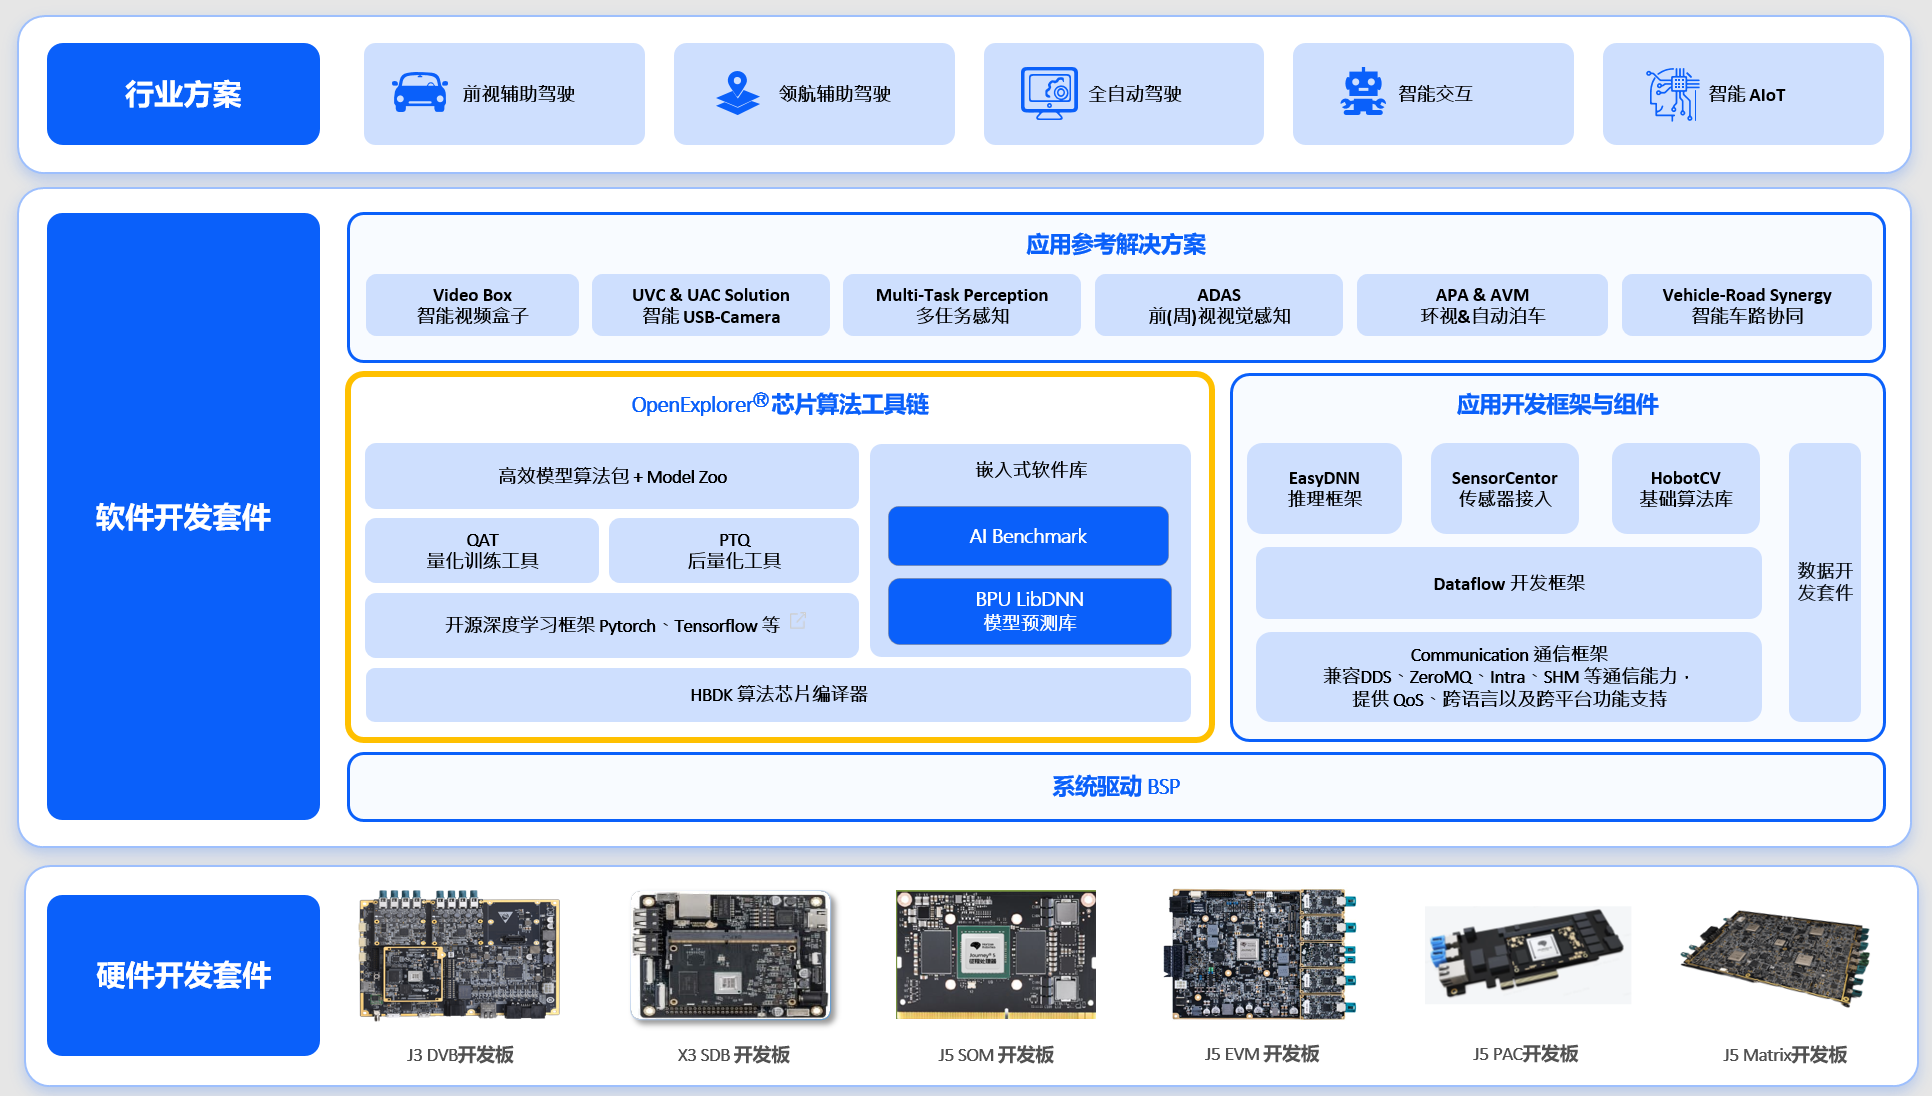 行业方案
前视辅助驾驶
领航辅助驾驶
全自动驾驶
智能交互
智能 AIoT
软件开发套件
应用参考解决方案
Video Box
智能视频盒子
UVC & UAC Solution
智能 USB-Camera
Multi-Task Perception
多任务感知
ADAS
前(周)视视觉感知
APA & AVM
环视&自动泊车
Vehicle-Road Synergy
智能车路协同
OpenExplorer® 芯片算法工具链
高效模型算法包 + Model Zoo
QAT
量化训练工具
PTQ
后量化工具
开源深度学习框架 Pytorch、Tensorflow 等
嵌入式软件库
AI Benchmark
BPU LibDNN
模型预测库
HBDK 算法芯片编译器
应用开发框架与组件
EasyDNN
推理框架
SensorCentor
传感器接入
HobotCV
基础算法库
Dataflow 开发框架
Communication 通信框架
兼容DDS、ZeroMQ、Intra、SHM 等通信能力，
提供 QoS、跨语言以及跨平台功能支持
数据开
发套件
系统驱动 BSP
硬件开发套件
Journey® 5
征程处理器
J3 DVB开发板
X3 SDB 开发板
J5 SOM 开发板
J5 EVM 开发板
J5 PAC开发板
J5 Matrix开发板